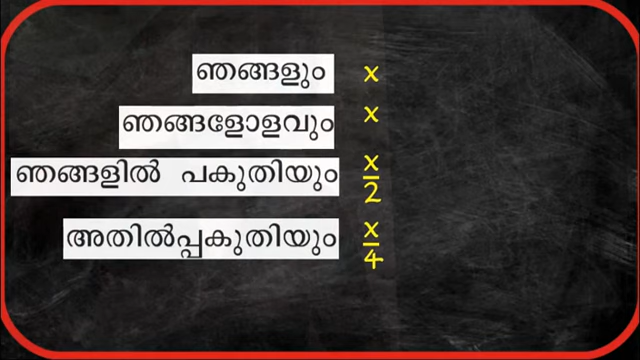 ഞങ്ങളും x
ഞങ്ങളോളവും x
ഞങ്ങളിൽ പകുതിയും x/2
അതിൽപ്പകുതിയും x/4